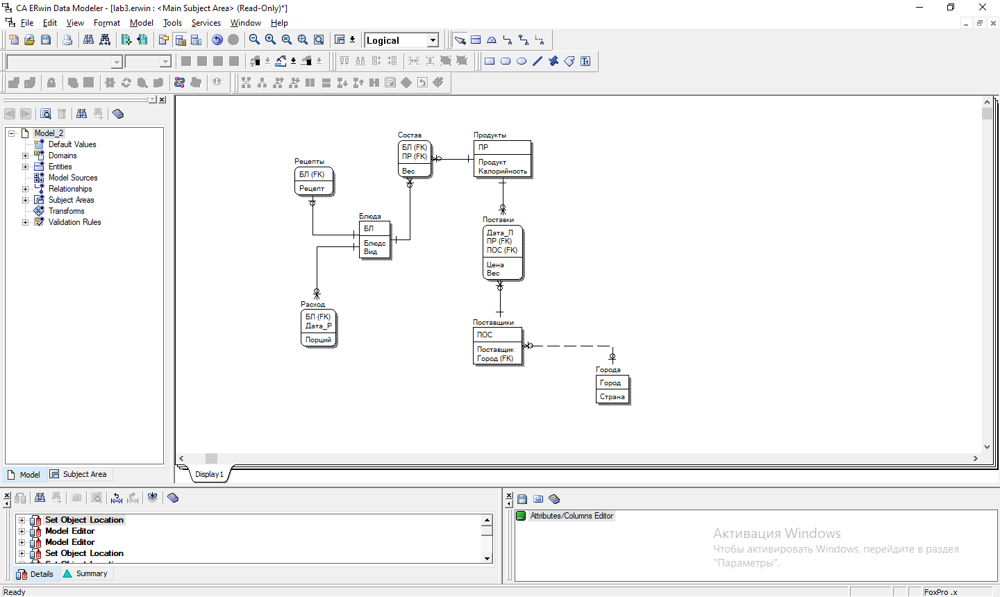 CA ERwin Data Modeler - [lab3.erwin : <Main Subject Area> (Read-Only)*]
File Edit View Format Model Tools Services Window Help
Logical
Model_2
Default Values
Domains
Entities
Model Sources
Relationships
Subject Areas
Transforms
Validation Rules
Model Subject Area
Состав
БЛ (FK)
ПР (FK)
Вес
Продукты
ПР
Продукт
Калорийность
Рецепты
БЛ (FK)
Рецепт
Блюда
БЛ
Блюдо
Вид
Поставки
Дата_П
ПР (FK)
ПОС (FK)
Цена
Вес
Расход
БЛ (FK)
Дата_Р
Порций
Поставщики
ПОС
Поставщик
Город (FK)
Города
Город
Страна
Display1
Set Object Location
Model Editor
Model Editor
Set Object Location
Details Summary
Attributes/Columns Editor
Активация Windows
Чтобы активировать Windows, перейдите в раздел
"Параметры".
Ready
FoxPro .x